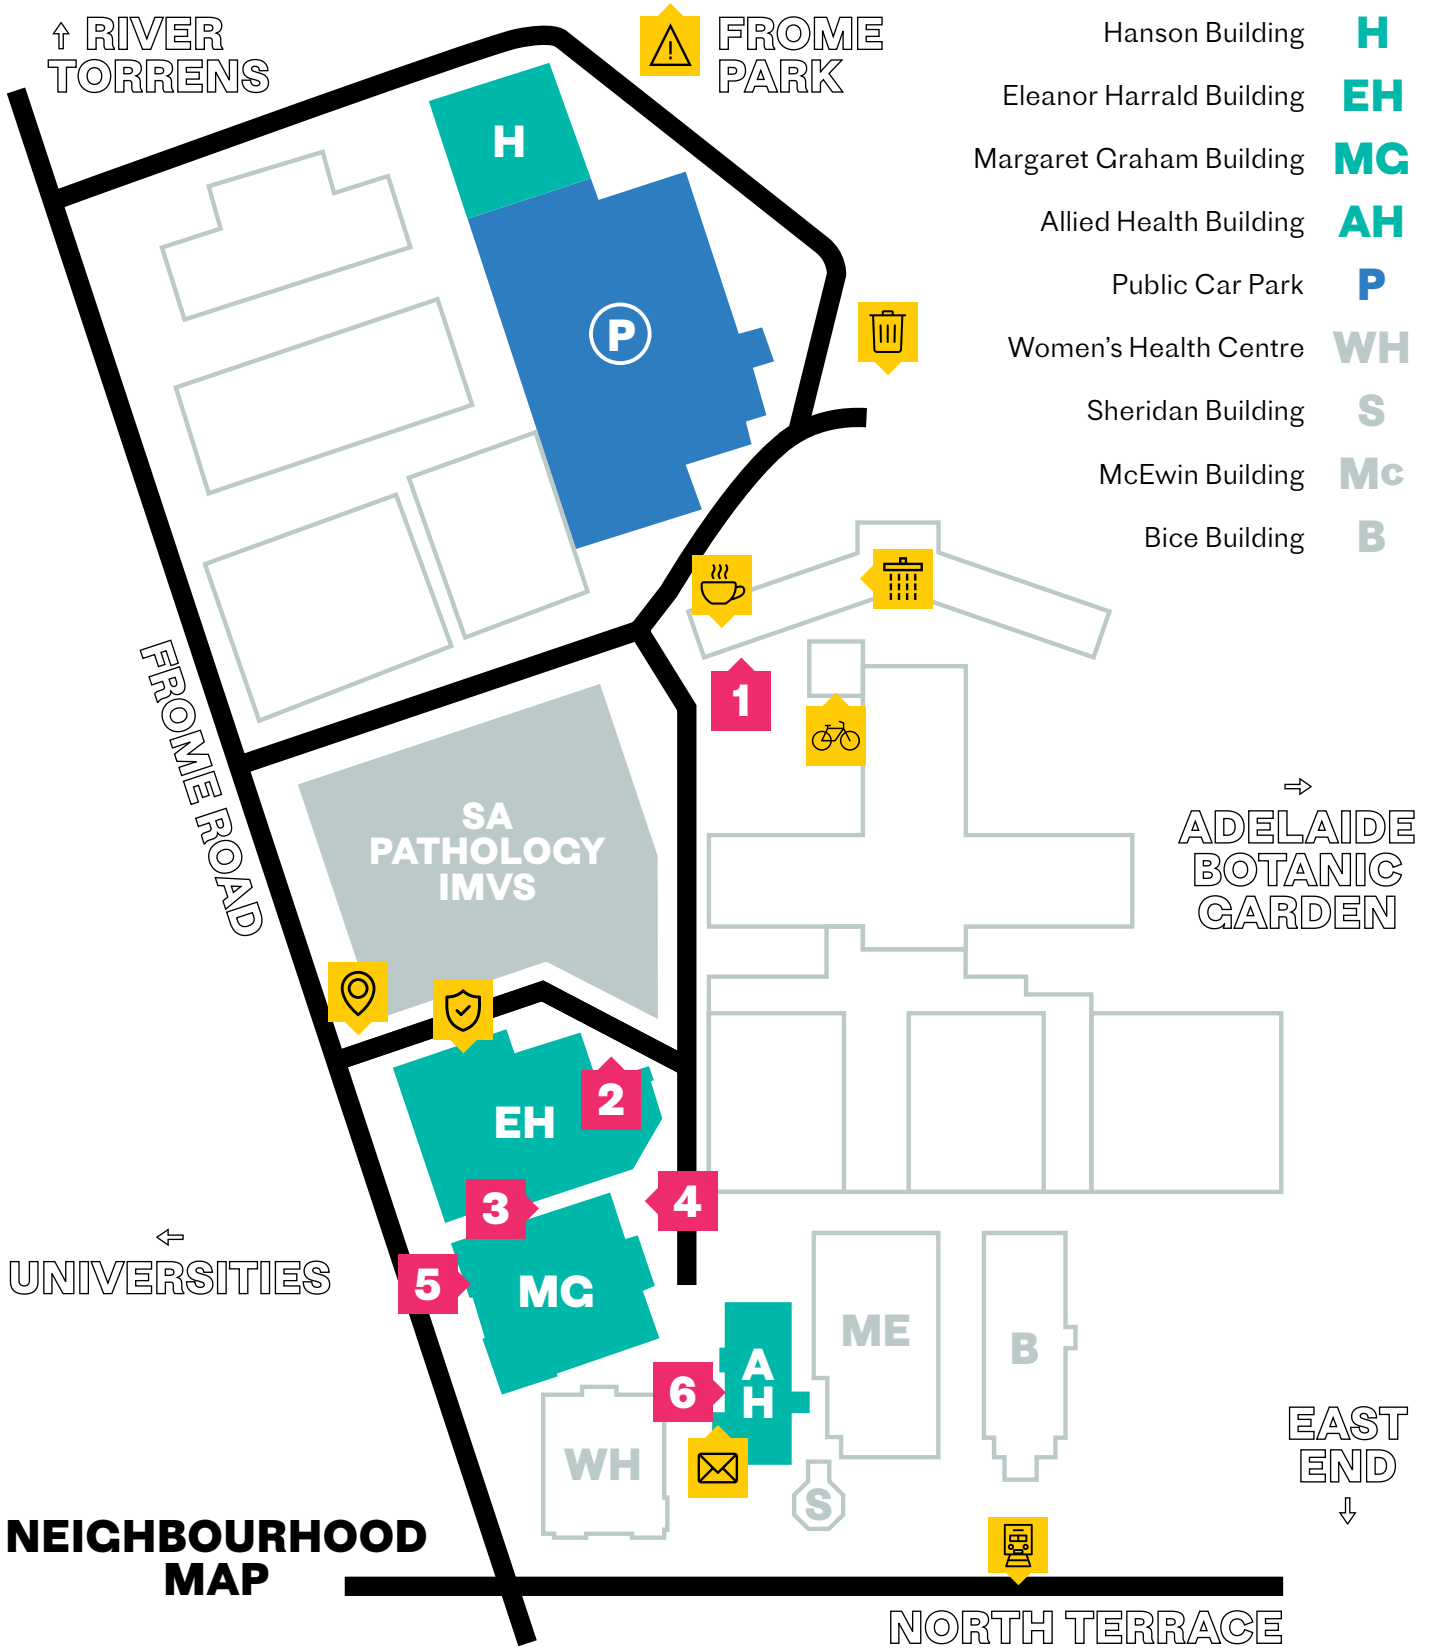 RIVER
TORRENS
FROME
PARK
Hanson Building H
Eleanor Harrald Building EH
Margaret Graham Building MG
Allied Health Building AH
Public Car Park P
Women's Health Centre WH
Sheridan Building S
McEwin Building Mc
Bice Building B
H
P
1
FROME ROAD
SA
PATHOLOGY
IMVS
ADELAIDE
BOTANIC
GARDEN
EH
2
3
4
UNIVERSITIES
5
MG
ME
B
6
A
H
WH
S
EAST
END
NEIGHBOURHOOD
MAP
NORTH TERRACE